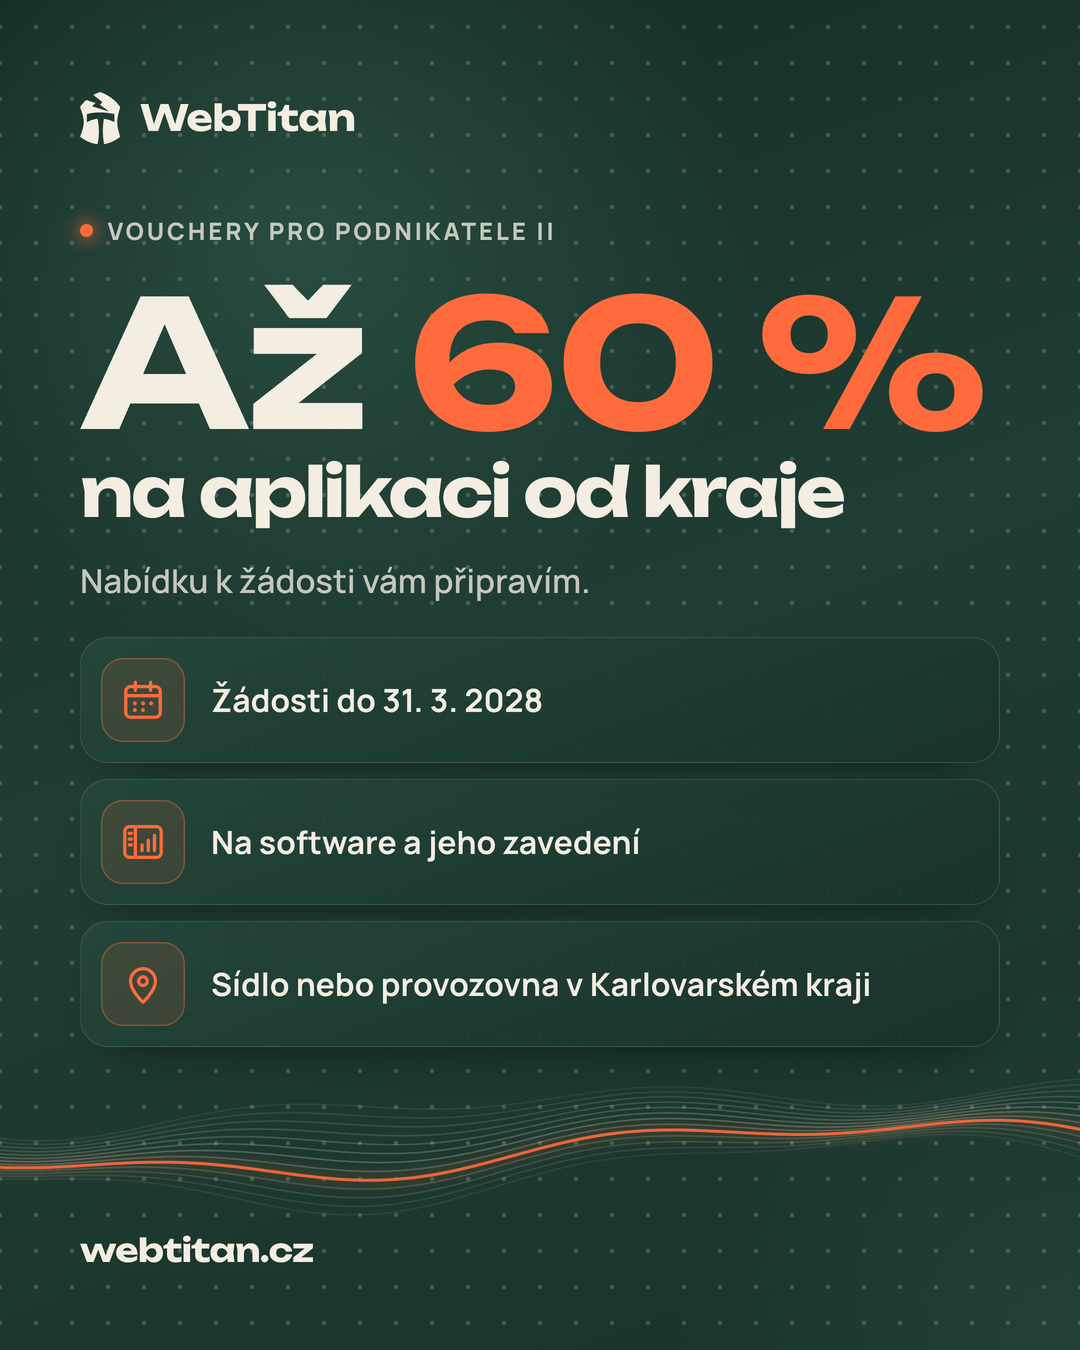 WebTitan
VOUCHERY PRO PODNIKATELE II
Až 60 %
na aplikaci od kraje
Nabídku k žádosti vám připravím.
Žádosti do 31. 3. 2028
Na software a jeho zavedení
Sídlo nebo provozovna v Karlovarském kraji
webtitan.cz